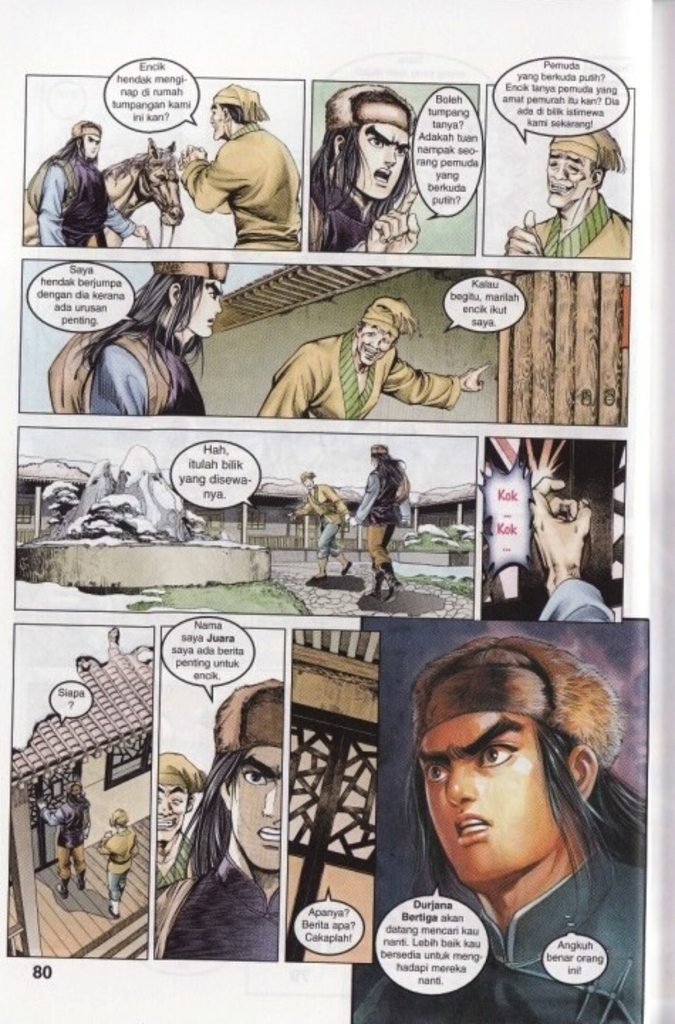 Encik
hendak mengi-
nap di rumah
tumpangan kami
ini kan?
Boleh
tumpang
tanya?
Adakah tuan
nampak seo-
rang pemuda
yang
berkuda
putih?
Pemuda
yang berkuda putih?
Encik tanya pemuda yang
amat pemurah itu kan? Dia
ada di bilik istimewa
kami sekarang!
Saya
hendak berjumpa
dengan dia kerana
ada urusan
penting.
Kalau
begitu, marilah
encik ikut
saya.
Hah,
itulah bilik
yang disewa-
nya.
Kok
...
Kok
...
Siapa
?
Nama
saya Juara
saya ada berita
penting untuk
encik.
Apanya?
Berita apa?
Cakaplah!
Durjana
Bertiga akan
datang mencari kau
nanti. Lebih baik kau
bersedia untuk meng-
hadapi mereka
nanti.
Angkuh
benar orang
ini!
80